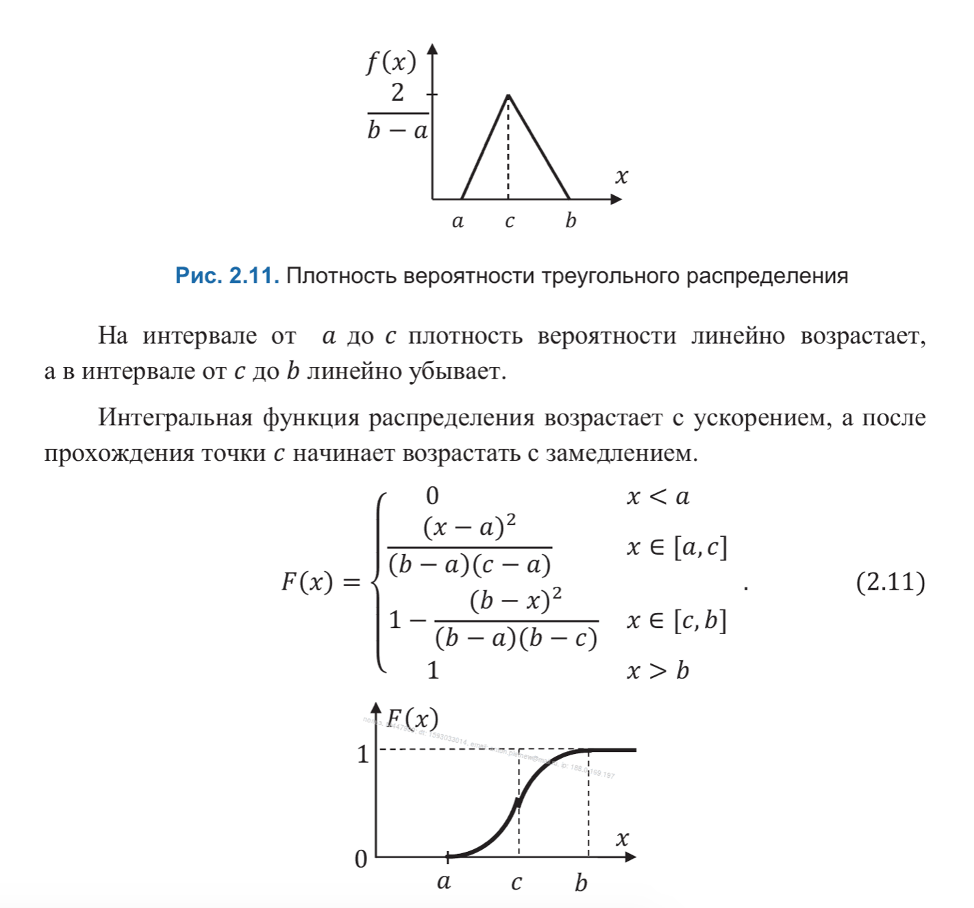 f(x)
2
b − a
x
a c b
Рис. 2.11. Плотность вероятности треугольного распределения
На интервале от a до c плотность вероятности линейно возрастает,
а в интервале от c до b линейно убывает.
Интегральная функция распределения возрастает с ускорением, а после
прохождения точки c начинает возрастать с замедлением.
0 x < a
(x − a)²
(b − a)(c − a) x ∈ [a, c]
F(x) = . (2.11)
(b − x)²
1 − (b − a)(b − c) x ∈ [c, b]
1 x > b
F(x)
1
x
0
a c b